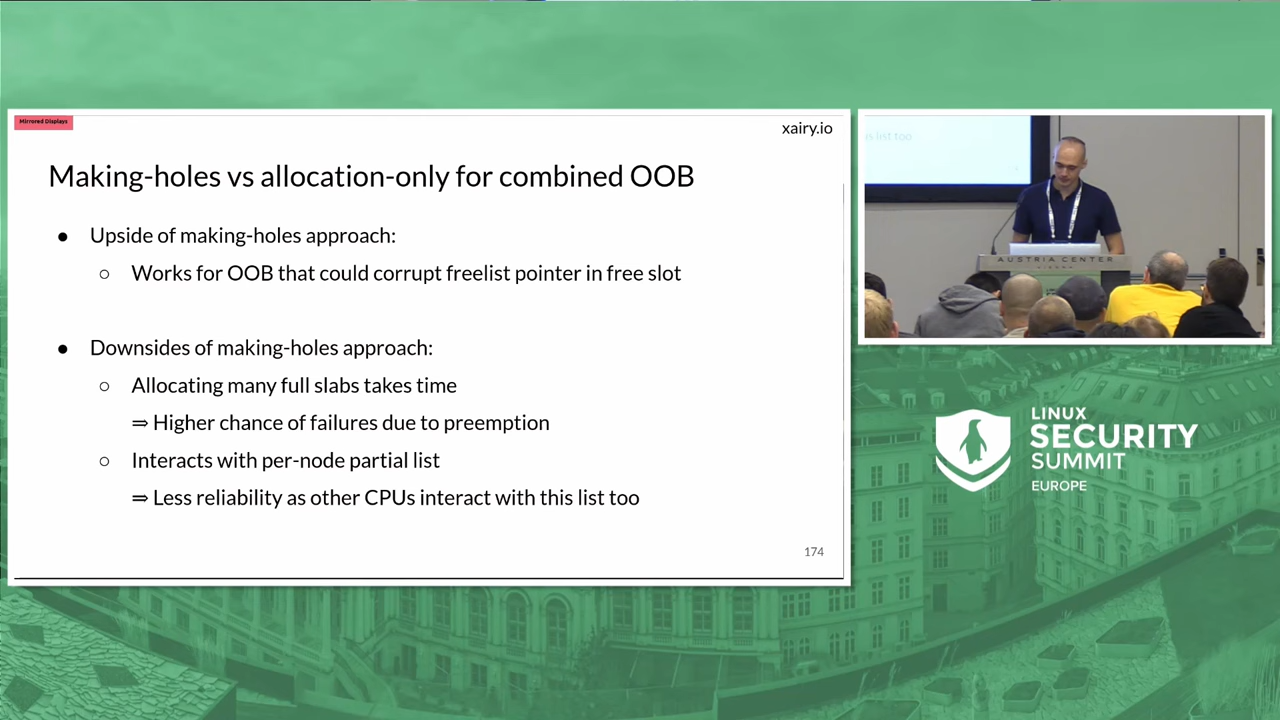 Mirrored Displays
xairy.io
Making-holes vs allocation-only for combined OOB
● Upside of making-holes approach:
○ Works for OOB that could corrupt freelist pointer in free slot
● Downsides of making-holes approach:
○ Allocating many full slabs takes time
⇒ Higher chance of failures due to preemption
○ Interacts with per-node partial list
⇒ Less reliability as other CPUs interact with this list too
174
list too
AUSTRIA CENTER
LINUX
SECURITY
SUMMIT
EUROPE